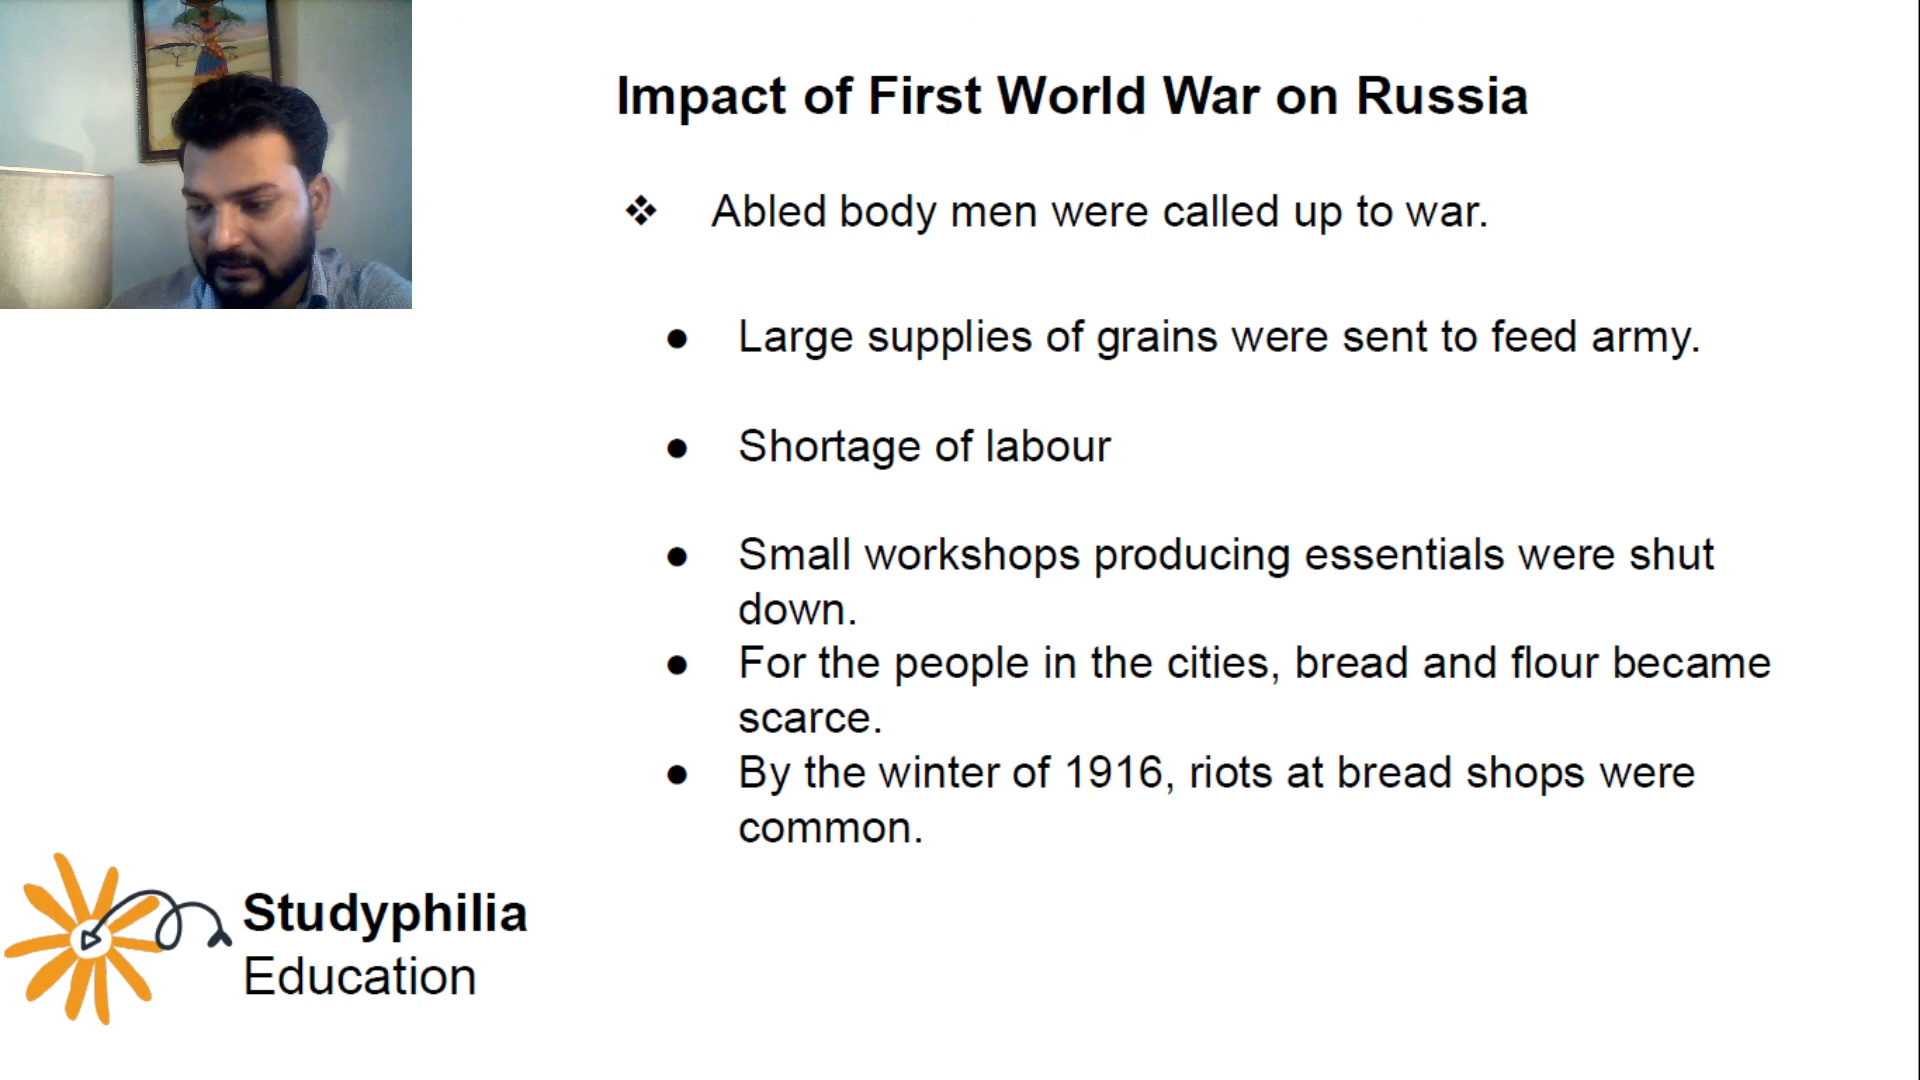 Impact of First World War on Russia
❖ Abled body men were called up to war.
● Large supplies of grains were sent to feed army.
● Shortage of labour
● Small workshops producing essentials were shut
down.
● For the people in the cities, bread and flour became
scarce.
● By the winter of 1916, riots at bread shops were
common.
Studyphilia
Education